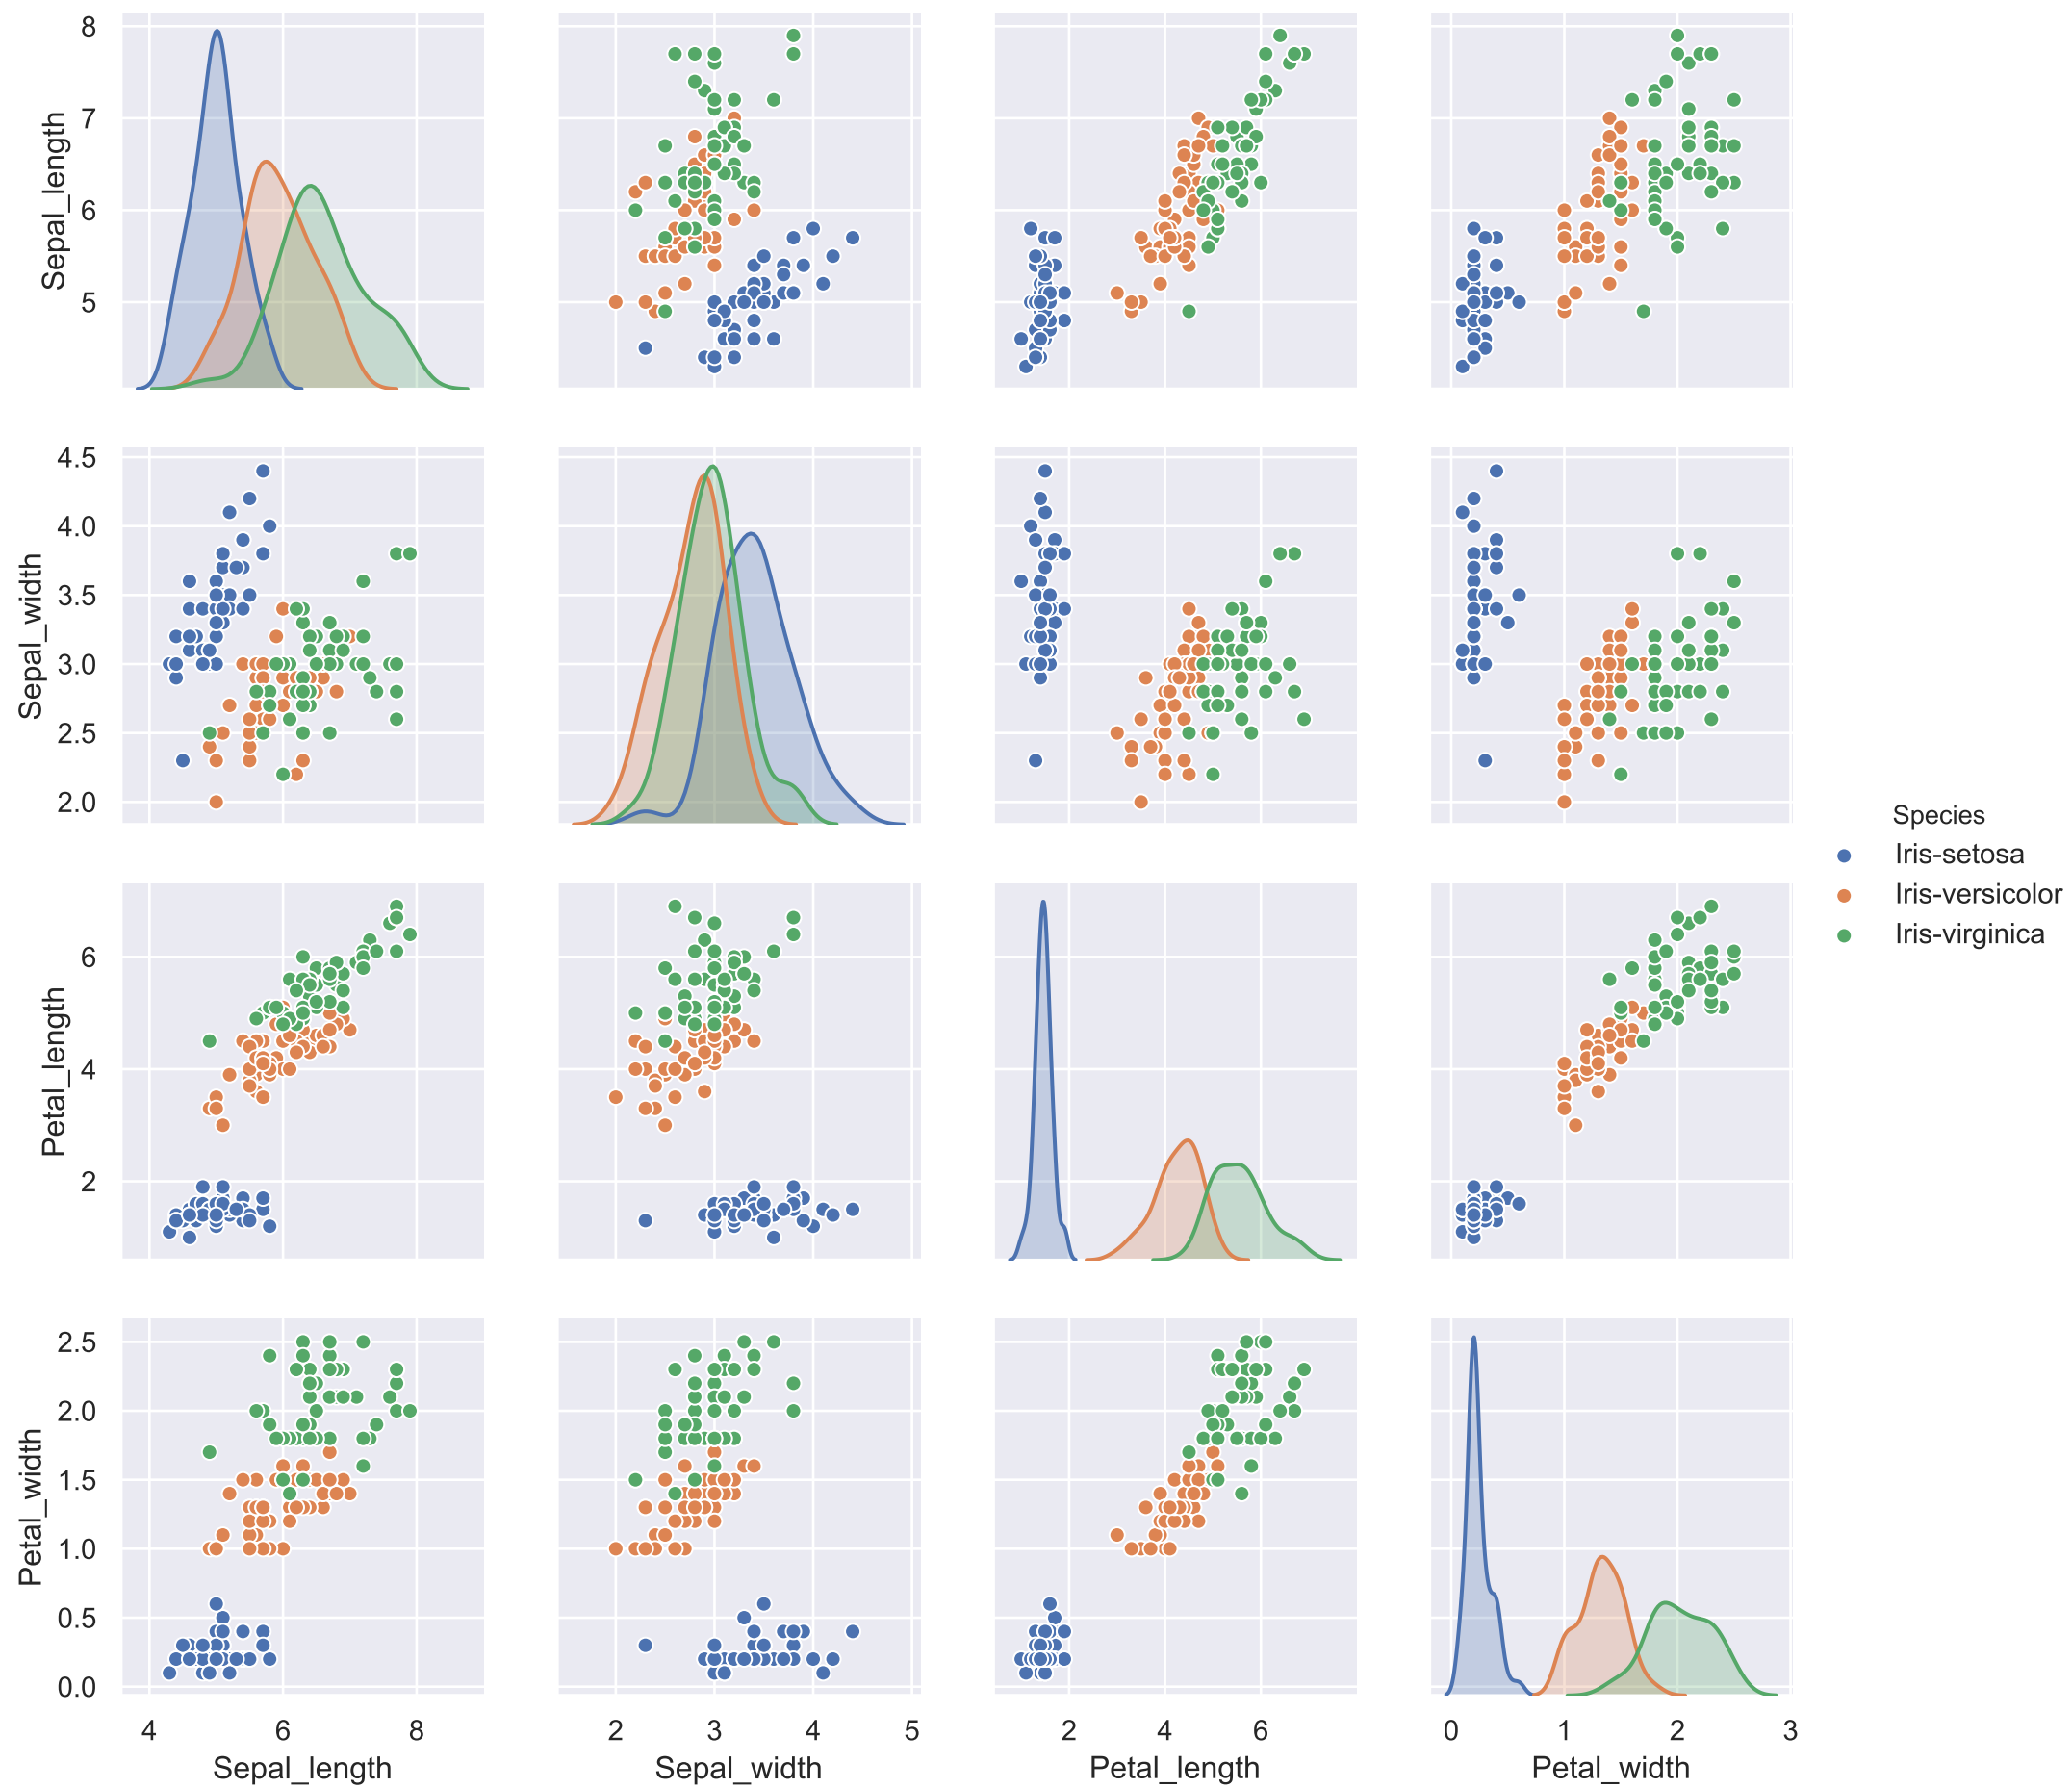 8
7
6
5
Sepal_length
4.5
4.0
3.5
3.0
2.5
2.0
Sepal_width
Species
Iris-setosa
Iris-versicolor
Iris-virginica
6
4
2
Petal_length
2.5
2.0
1.5
1.0
0.5
0.0
Petal_width
4 6 8 2 3 4 5 2 4 6 0 1 2 3
Sepal_length Sepal_width Petal_length Petal_width